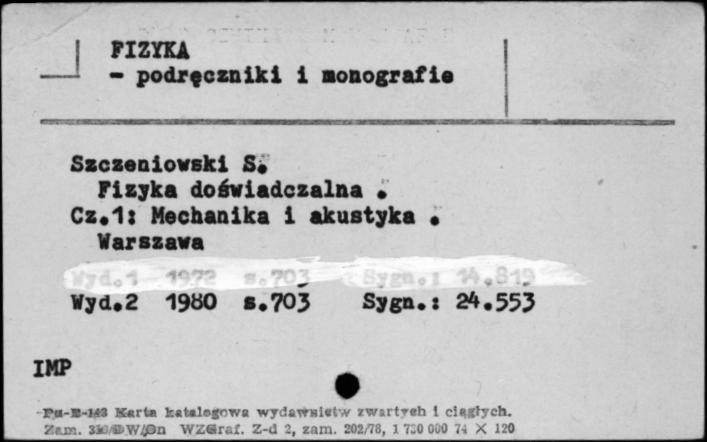 FIZYKA
- podręczniki i monografie
Szczeniowski S.
Fizyka doświadczalna .
Cz.1: Mechanika i akustyka .
Warszawa
Wyd.1 1972 s.703 Sygn.: 14.819
Wyd.2 1980 s.703 Sygn.: 24.553
IMP
Pu-B-143 Karta katalogowa wydawnictw zwartych i ciągłych.
Zam. WZGraf. Z-d 2, zam. 202/78, 1 730 000 74 X 120